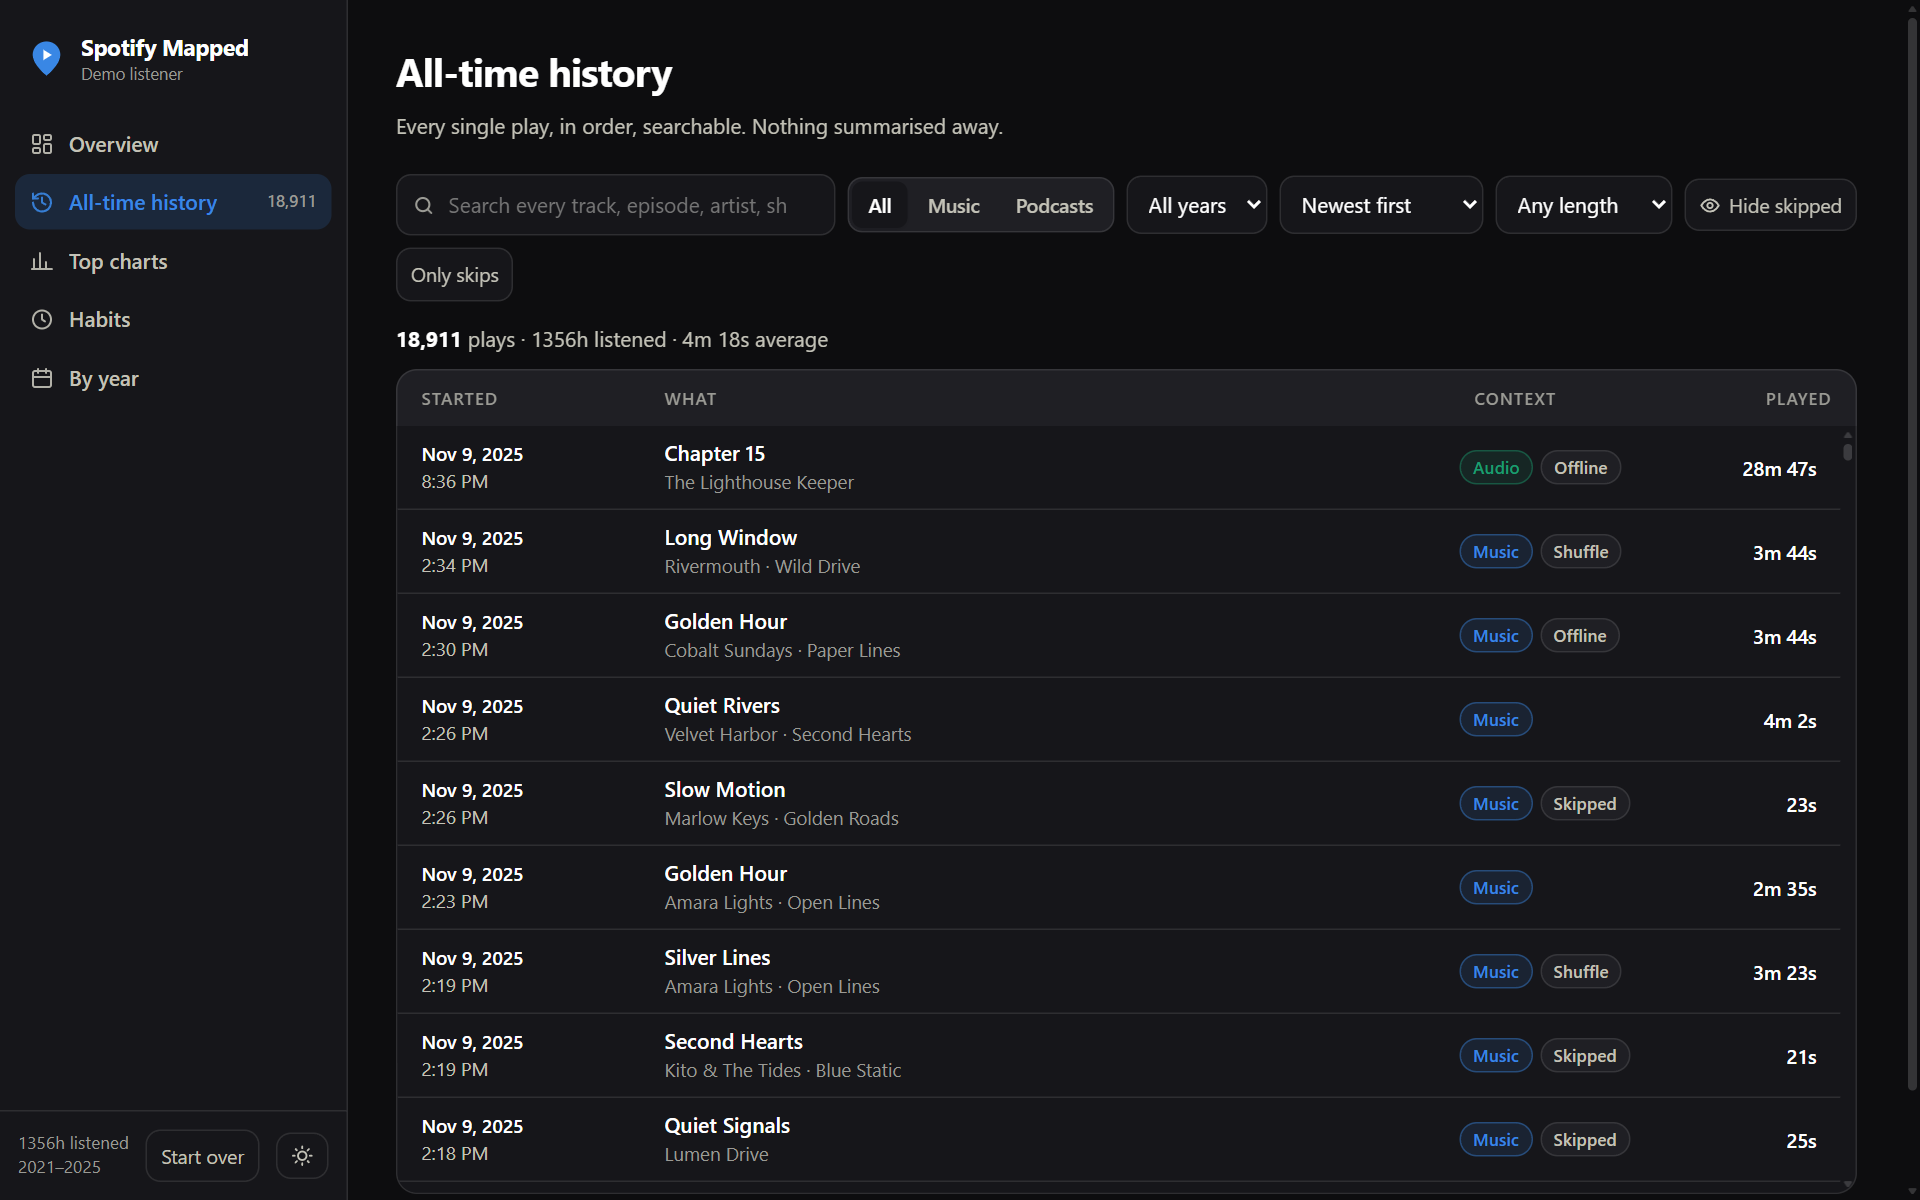 Spotify Mapped
Demo listener
Overview
All-time history 18,911
Top charts
Habits
By year
1356h listened
2021–2025
Start over
All-time history
Every single play, in order, searchable. Nothing summarised away.
Search every track, episode, artist, sh
All Music Podcasts All years Newest first Any length Hide skipped
Only skips
18,911 plays · 1356h listened · 4m 18s average
STARTED WHAT CONTEXT PLAYED
Nov 9, 2025 Chapter 15 Audio Offline 28m 47s
8:36 PM The Lighthouse Keeper
Nov 9, 2025 Long Window Music Shuffle 3m 44s
2:34 PM Rivermouth · Wild Drive
Nov 9, 2025 Golden Hour Music Offline 3m 44s
2:30 PM Cobalt Sundays · Paper Lines
Nov 9, 2025 Quiet Rivers Music 4m 2s
2:26 PM Velvet Harbor · Second Hearts
Nov 9, 2025 Slow Motion Music Skipped 23s
2:26 PM Marlow Keys · Golden Roads
Nov 9, 2025 Golden Hour Music 2m 35s
2:23 PM Amara Lights · Open Lines
Nov 9, 2025 Silver Lines Music Shuffle 3m 23s
2:19 PM Amara Lights · Open Lines
Nov 9, 2025 Second Hearts Music Skipped 21s
2:19 PM Kito & The Tides · Blue Static
Nov 9, 2025 Quiet Signals Music Skipped 25s
2:18 PM Lumen Drive